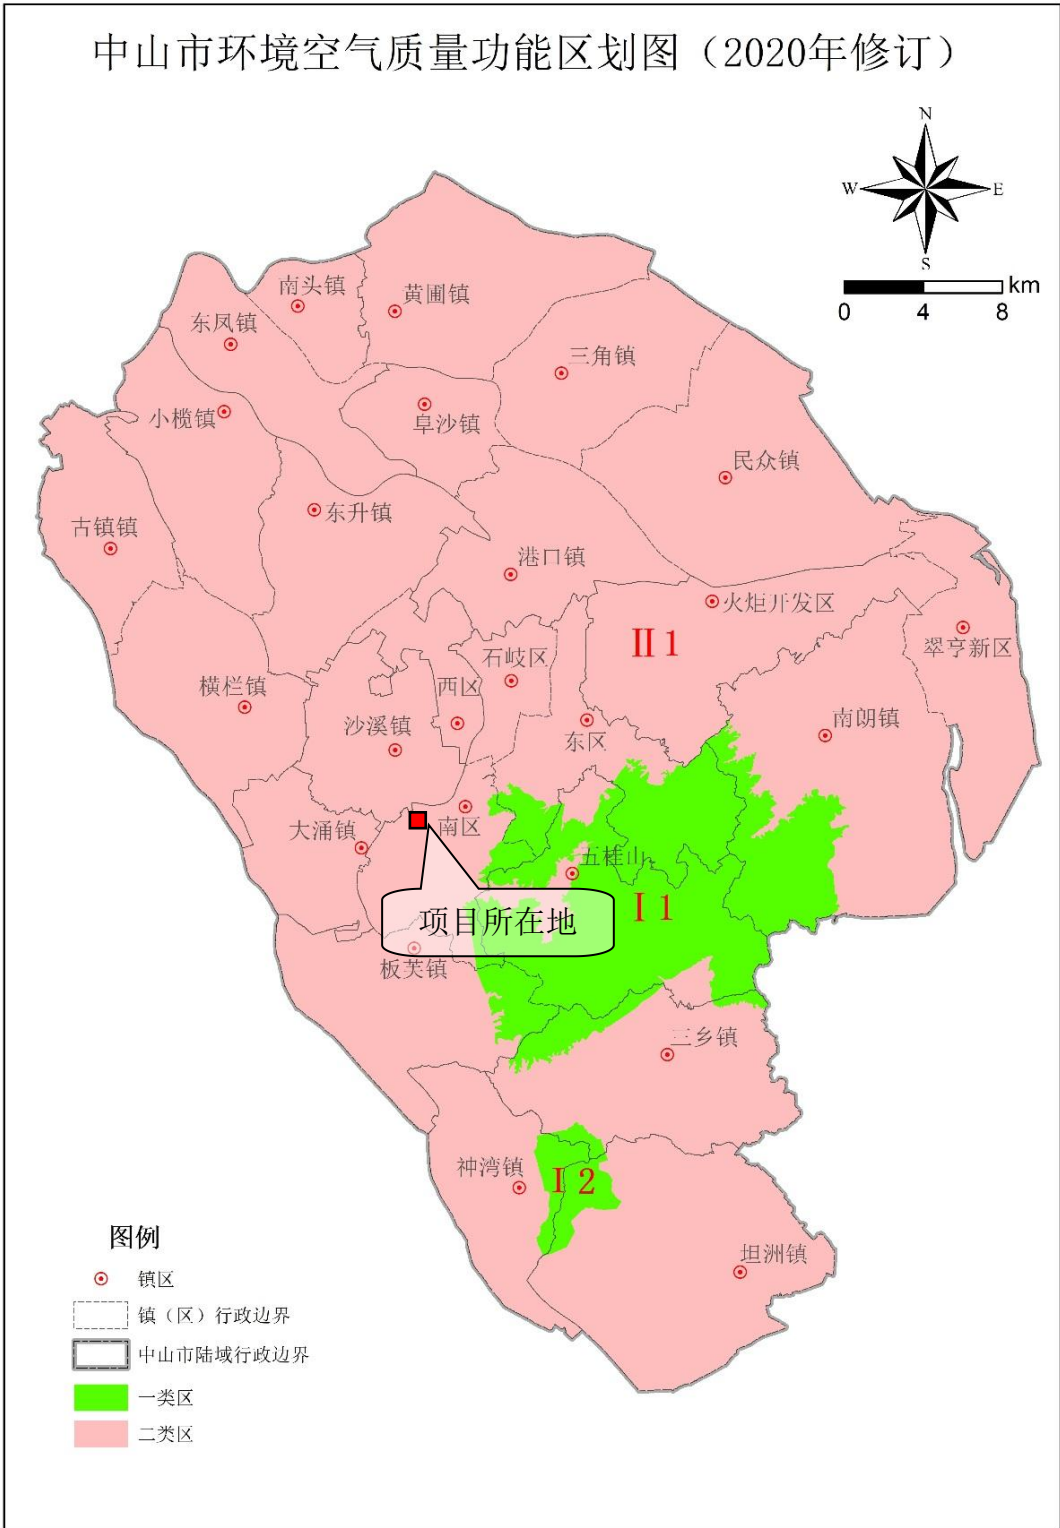 中山市环境空气质量功能区划图（2020年修订）
N
W
E
S
km
0
4
8
南头镇
黄圃镇
东凤镇
三角镇
小榄镇
阜沙镇
民众镇
古镇镇
东升镇
港口镇
火炬开发区
II 1
翠亨新区
石岐区
横栏镇
西区
沙溪镇
南朗镇
东区
大涌镇
南区
五桂山
I 1
项目所在地
板芙镇
三乡镇
神湾镇
I 2
坦洲镇
图例
镇区
镇（区）行政边界
中山市陆域行政边界
一类区
二类区